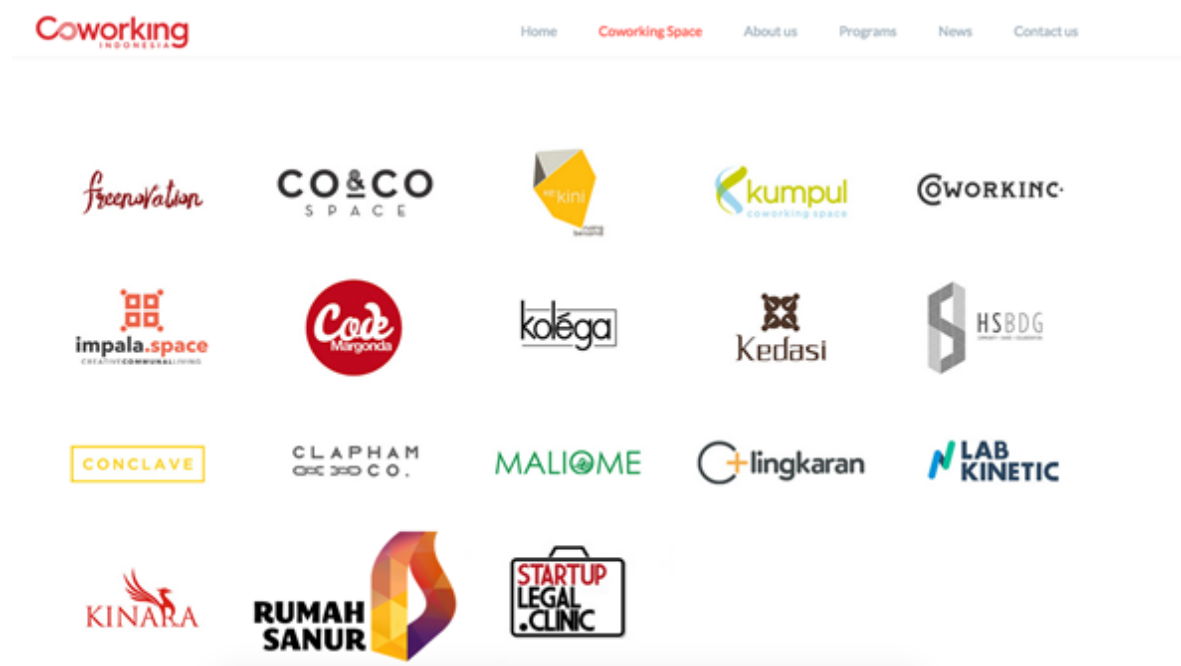 Coworking
INDONESIA
Home Coworking Space About us Programs News Contact us
freenovation
CO&CO
SPACE
kini
kumpul
coworking space
COWORKINC.
impala.space
CREATIVECOMMUNALLIVING
Code
Margonda
koléga
Kedasi
HSBDG
CONCLAVE
CLAPHAM
CO.
MALIOME
lingkaran
LAB
KINETIC
KINARA
RUMAH
SANUR
STARTUP
LEGAL
.CLINIC